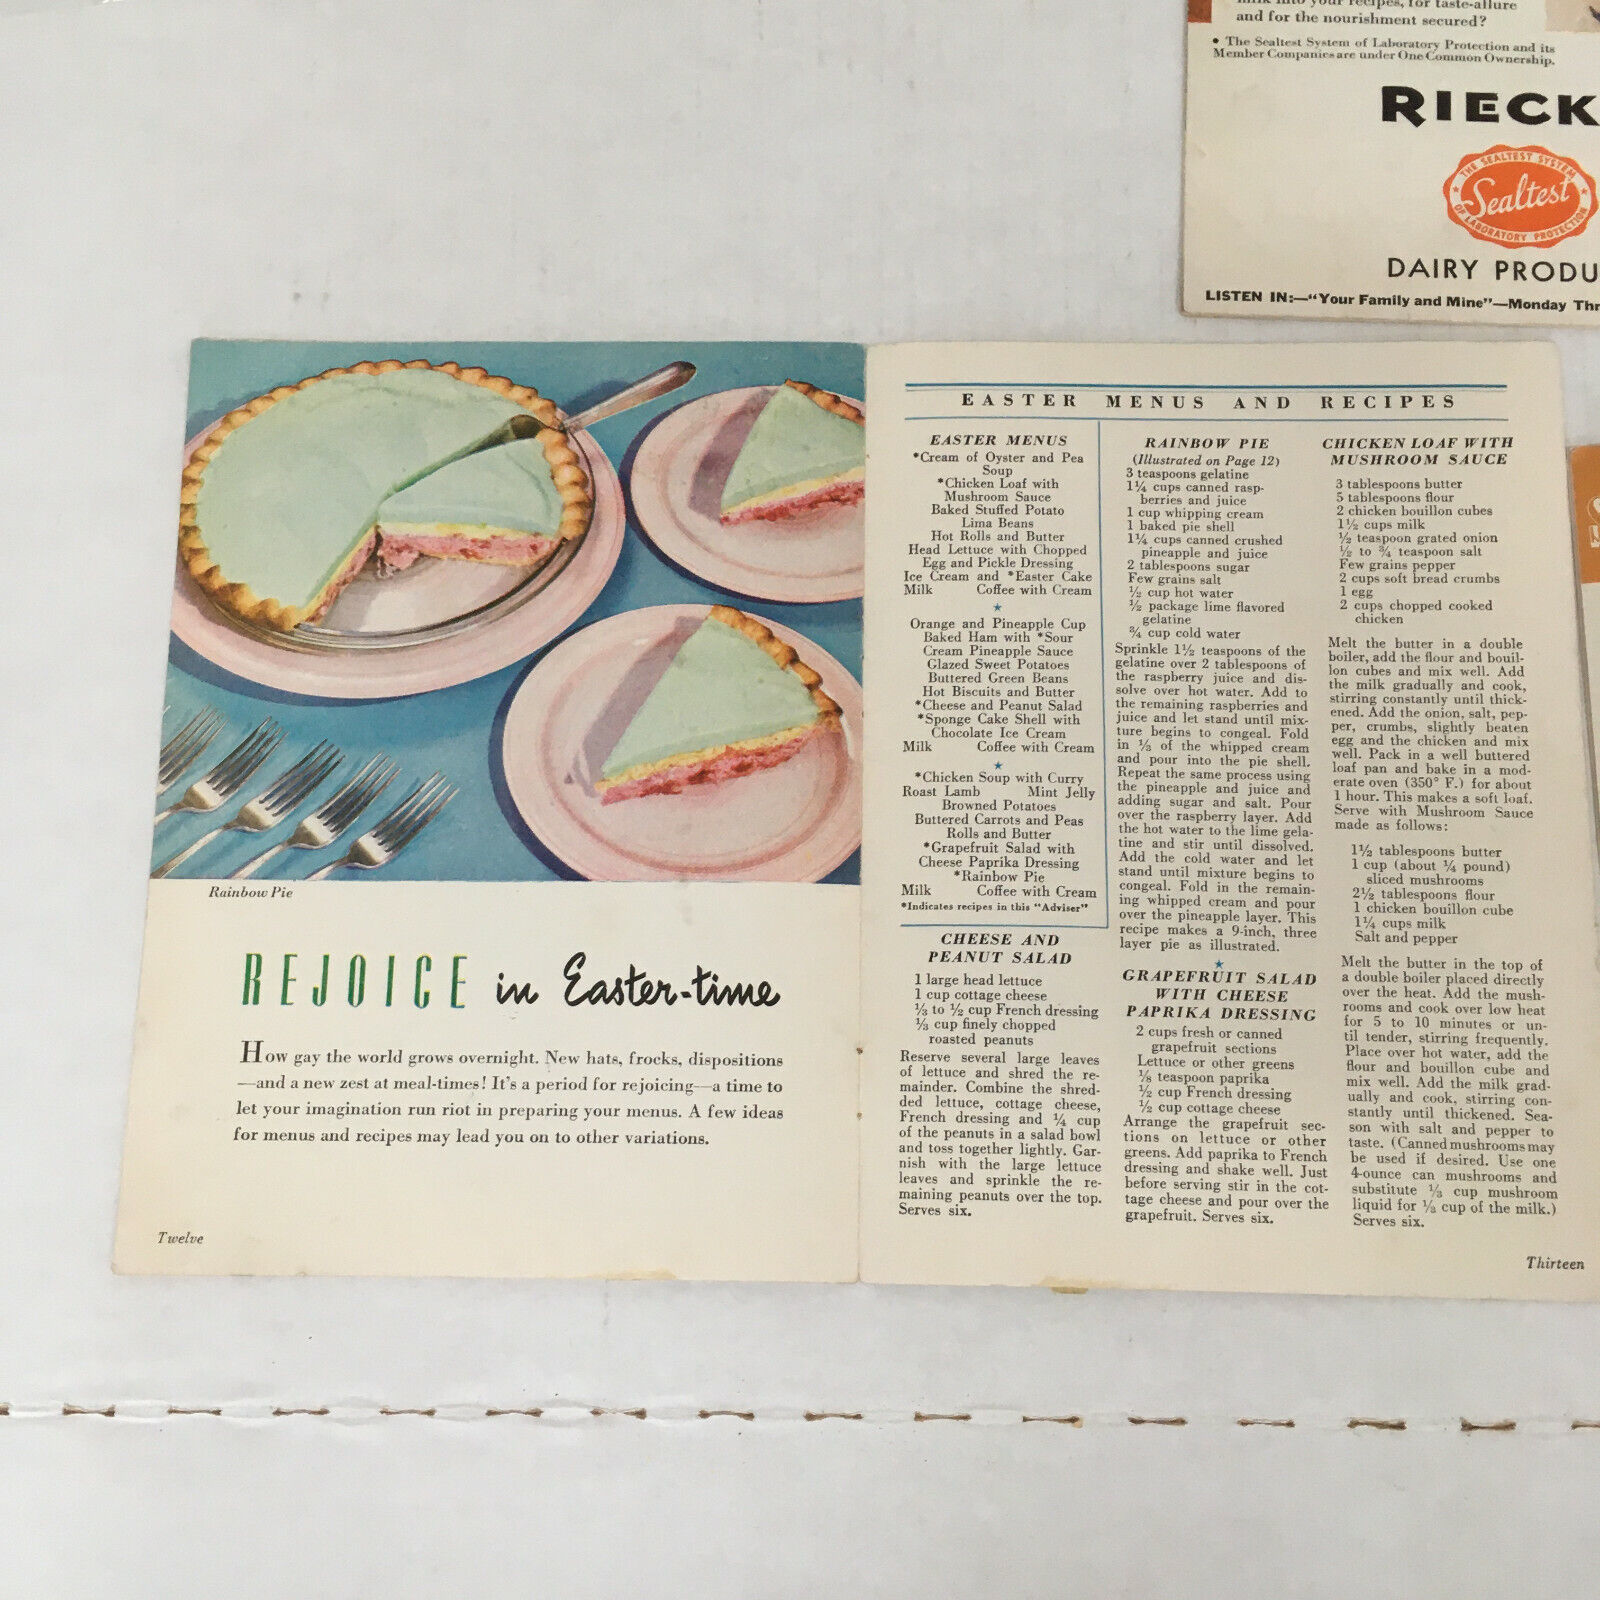 milk into your recipes, for taste-allure
and for the nourishment secured?
• The Sealtest System of Laboratory Protection and its
Member Companies are under One Common Ownership.
RIECK
THE SEALTEST SYSTEM
Sealtest
OF LABORATORY PROTECTION
DAIRY PRODU
LISTEN IN:—"Your Family and Mine"—Monday Thr
Rainbow Pie
REJOICE in Easter-time
How gay the world grows overnight. New hats, frocks, dispositions
—and a new zest at meal-times! It's a period for rejoicing—a time to
let your imagination run riot in preparing your menus. A few ideas
for menus and recipes may lead you on to other variations.
Twelve
EASTER MENUS AND RECIPES
EASTER MENUS
*Cream of Oyster and Pea
Soup
*Chicken Loaf with
Mushroom Sauce
Baked Stuffed Potato
Lima Beans
Hot Rolls and Butter
Head Lettuce with Chopped
Egg and Pickle Dressing
Ice Cream and *Easter Cake
Milk Coffee with Cream
★
Orange and Pineapple Cup
Baked Ham with *Sour
Cream Pineapple Sauce
Glazed Sweet Potatoes
Buttered Green Beans
Hot Biscuits and Butter
*Cheese and Peanut Salad
*Sponge Cake Shell with
Chocolate Ice Cream
Milk Coffee with Cream
★
*Chicken Soup with Curry
Roast Lamb Mint Jelly
Browned Potatoes
Buttered Carrots and Peas
Rolls and Butter
*Grapefruit Salad with
Cheese Paprika Dressing
*Rainbow Pie
Milk Coffee with Cream
*Indicates recipes in this "Adviser"
CHEESE AND
PEANUT SALAD
1 large head lettuce
1 cup cottage cheese
⅓ to ½ cup French dressing
⅓ cup finely chopped
roasted peanuts
Reserve several large leaves
of lettuce and shred the re-
mainder. Combine the shred-
ded lettuce, cottage cheese,
French dressing and ¼ cup
of the peanuts in a salad bowl
and toss together lightly. Gar-
nish with the large lettuce
leaves and sprinkle the re-
maining peanuts over the top.
Serves six.
RAINBOW PIE
(Illustrated on Page 12)
3 teaspoons gelatine
1¼ cups canned rasp-
berries and juice
1 cup whipping cream
1 baked pie shell
1¼ cups canned crushed
pineapple and juice
2 tablespoons sugar
Few grains salt
½ cup hot water
½ package lime flavored
gelatine
¾ cup cold water
Sprinkle 1½ teaspoons of the
gelatine over 2 tablespoons of
the raspberry juice and dis-
solve over hot water. Add to
the remaining raspberries and
juice and let stand until mix-
ture begins to congeal. Fold
in ⅓ of the whipped cream
and pour into the pie shell.
Repeat the same process using
the pineapple and juice and
adding sugar and salt. Pour
over the raspberry layer. Add
the hot water to the lime gela-
tine and stir until dissolved.
Add the cold water and let
stand until mixture begins to
congeal. Fold in the remain-
ing whipped cream and pour
over the pineapple layer. This
recipe makes a 9-inch, three
layer pie as illustrated.
★
GRAPEFRUIT SALAD
WITH CHEESE
PAPRIKA DRESSING
2 cups fresh or canned
grapefruit sections
Lettuce or other greens
⅛ teaspoon paprika
½ cup French dressing
½ cup cottage cheese
Arrange the grapefruit sec-
tions on lettuce or other
greens. Add paprika to French
dressing and shake well. Just
before serving stir in the cot-
tage cheese and pour over the
grapefruit. Serves six.
CHICKEN LOAF WITH
MUSHROOM SAUCE
3 tablespoons butter
5 tablespoons flour
2 chicken bouillon cubes
1½ cups milk
½ teaspoon grated onion
½ to ¾ teaspoon salt
Few grains pepper
2 cups soft bread crumbs
1 egg
2 cups chopped cooked
chicken
Melt the butter in a double
boiler, add the flour and bouil-
lon cubes and mix well. Add
the milk gradually and cook,
stirring constantly until thick-
ened. Add the onion, salt, pep-
per, crumbs, slightly beaten
egg and the chicken and mix
well. Pack in a well buttered
loaf pan and bake in a mod-
erate oven (350° F.) for about
1 hour. This makes a soft loaf.
Serve with Mushroom Sauce
made as follows:
1½ tablespoons butter
1 cup (about ¼ pound)
sliced mushrooms
2½ tablespoons flour
1 chicken bouillon cube
1¼ cups milk
Salt and pepper
Melt the butter in the top of
a double boiler placed directly
over the heat. Add the mush-
rooms and cook over low heat
for 5 to 10 minutes or un-
til tender, stirring frequently.
Place over hot water, add the
flour and bouillon cube and
mix well. Add the milk grad-
ually and cook, stirring con-
stantly until thickened. Sea-
son with salt and pepper to
taste. (Canned mushrooms may
be used if desired. Use one
4-ounce can mushrooms and
substitute ⅓ cup mushroom
liquid for ⅓ cup of the milk.)
Serves six.
Thirteen